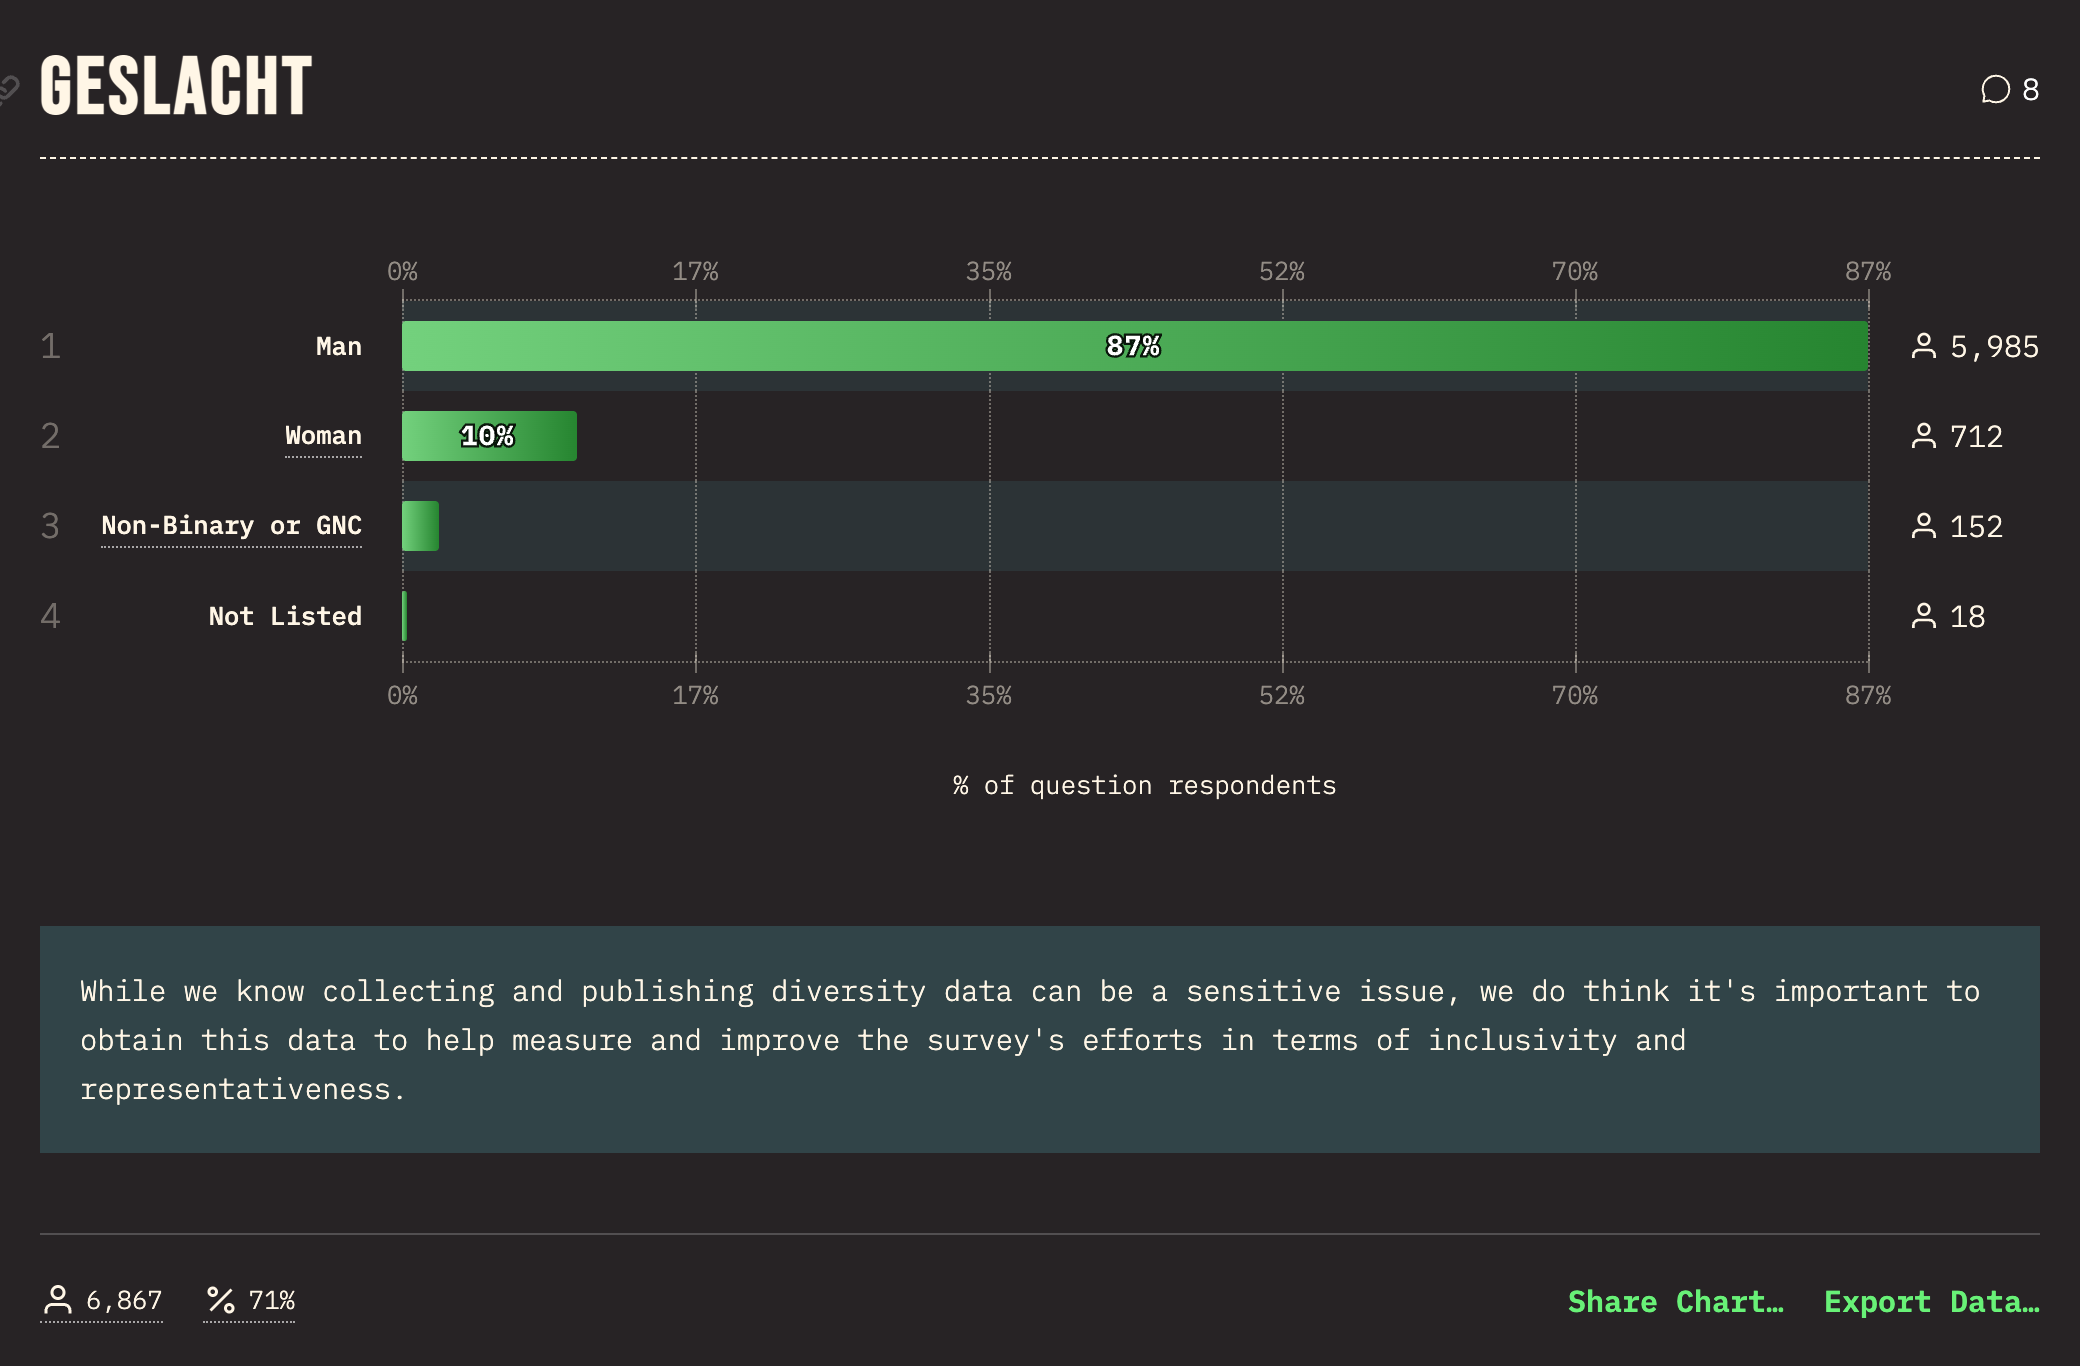 GESLACHT
8
0% 17% 35% 52% 70% 87%
1 Man 87% 5,985
2 Woman 10% 712
3 Non-Binary or GNC 152
4 Not Listed 18
0% 17% 35% 52% 70% 87%
% of question respondents
While we know collecting and publishing diversity data can be a sensitive issue, we do think it's important to
obtain this data to help measure and improve the survey's efforts in terms of inclusivity and
representativeness.
6,867 % 71% Share Chart… Export Data…